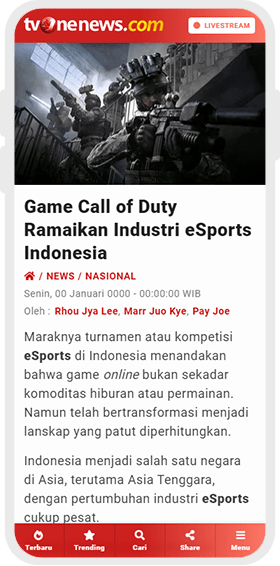 tvOnenews.com
LIVESTREAM
Game Call of Duty
Ramaikan Industri eSports
Indonesia
/ NEWS / NASIONAL
Senin, 00 Januari 0000 - 00:00:00 WIB
Oleh : Rhou Jya Lee, Marr Juo Kye, Pay Joe
Maraknya turnamen atau kompetisi
eSports di Indonesia menandakan
bahwa game online bukan sekadar
komoditas hiburan atau permainan.
Namun telah bertransformasi menjadi
lanskap yang patut diperhitungkan.
Indonesia menjadi salah satu negara
di Asia, terutama Asia Tenggara,
dengan pertumbuhan industri eSports
cukup pesat.
Terbaru Trending Cari Share Menu